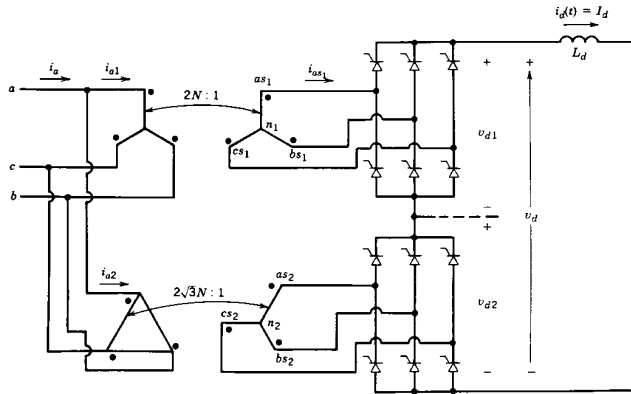 i_d(t) = I_d
L_d
i_a
i_a1
i_as1
a
2N : 1
as_1
n_1
cs_1
bs_1
c
b
+
+
v_d1
−
+
v_d
i_a2
2√3N : 1
as_2
cs_2
n_2
bs_2
v_d2
−
−